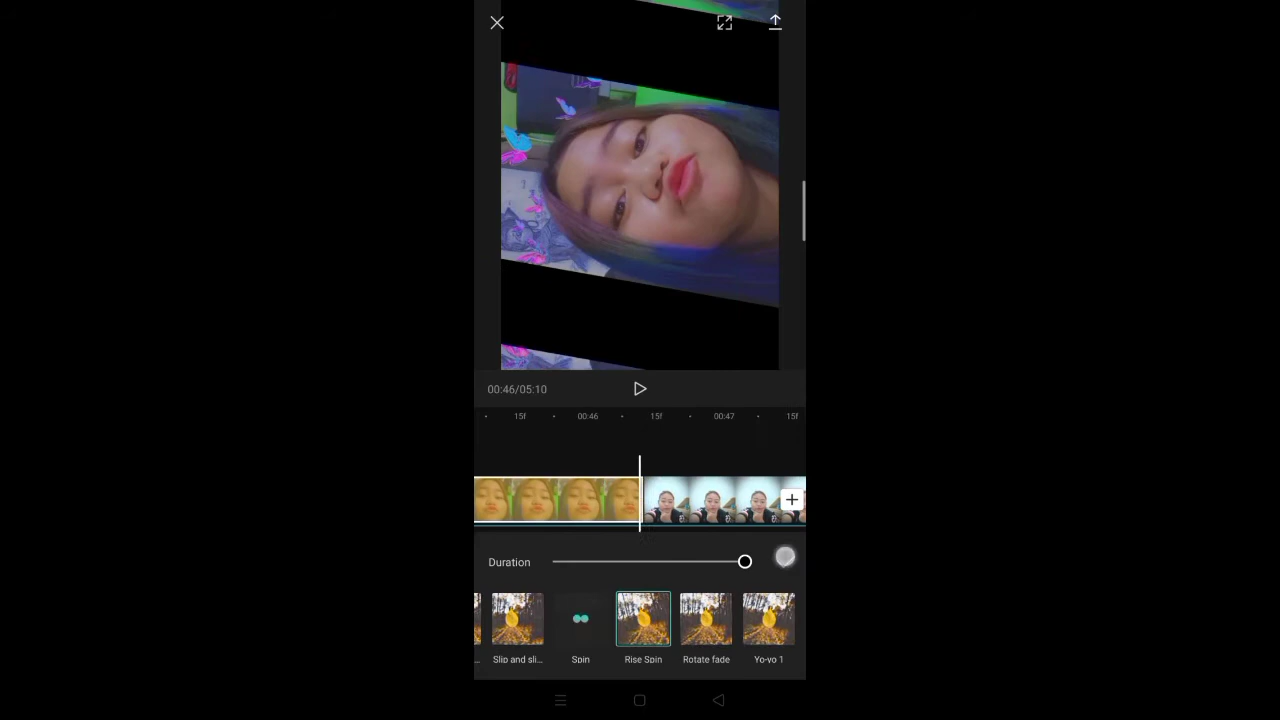 00:46/05:10
15f 00:46 15f 00:47 15f
Duration
Slip and sli... Spin Rise Spin Rotate fade Yo-yo 1